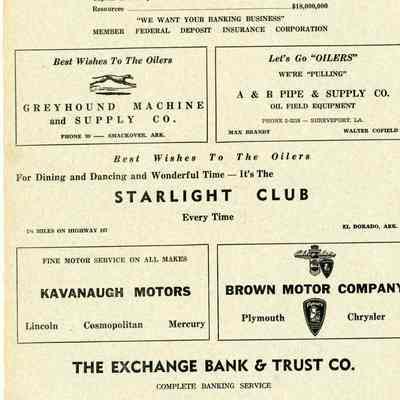 Resources $18,000,000
"WE WANT YOUR BANKING BUSINESS"
MEMBER FEDERAL DEPOSIT INSURANCE CORPORATION
Best Wishes To The Oilers
GREYHOUND MACHINE
and SUPPLY CO.
PHONE 90 — SMACKOVER, ARK.
Let's Go "OILERS"
WE'RE "PULLING"
A & B PIPE & SUPPLY CO.
OIL FIELD EQUIPMENT
SHREVEPORT, LA.
MAX BRANDT WALTER COFIELD
Best Wishes To The Oilers
For Dining and Dancing and Wonderful Time — It's The
STARLIGHT CLUB
Every Time
MILES ON HIGHWAY 167 EL DORADO, ARK.
FINE MOTOR SERVICE ON ALL MAKES
KAVANAUGH MOTORS
Lincoln Cosmopolitan Mercury
BROWN MOTOR COMPANY
Plymouth Chrysler
THE EXCHANGE BANK & TRUST CO.
COMPLETE BANKING SERVICE